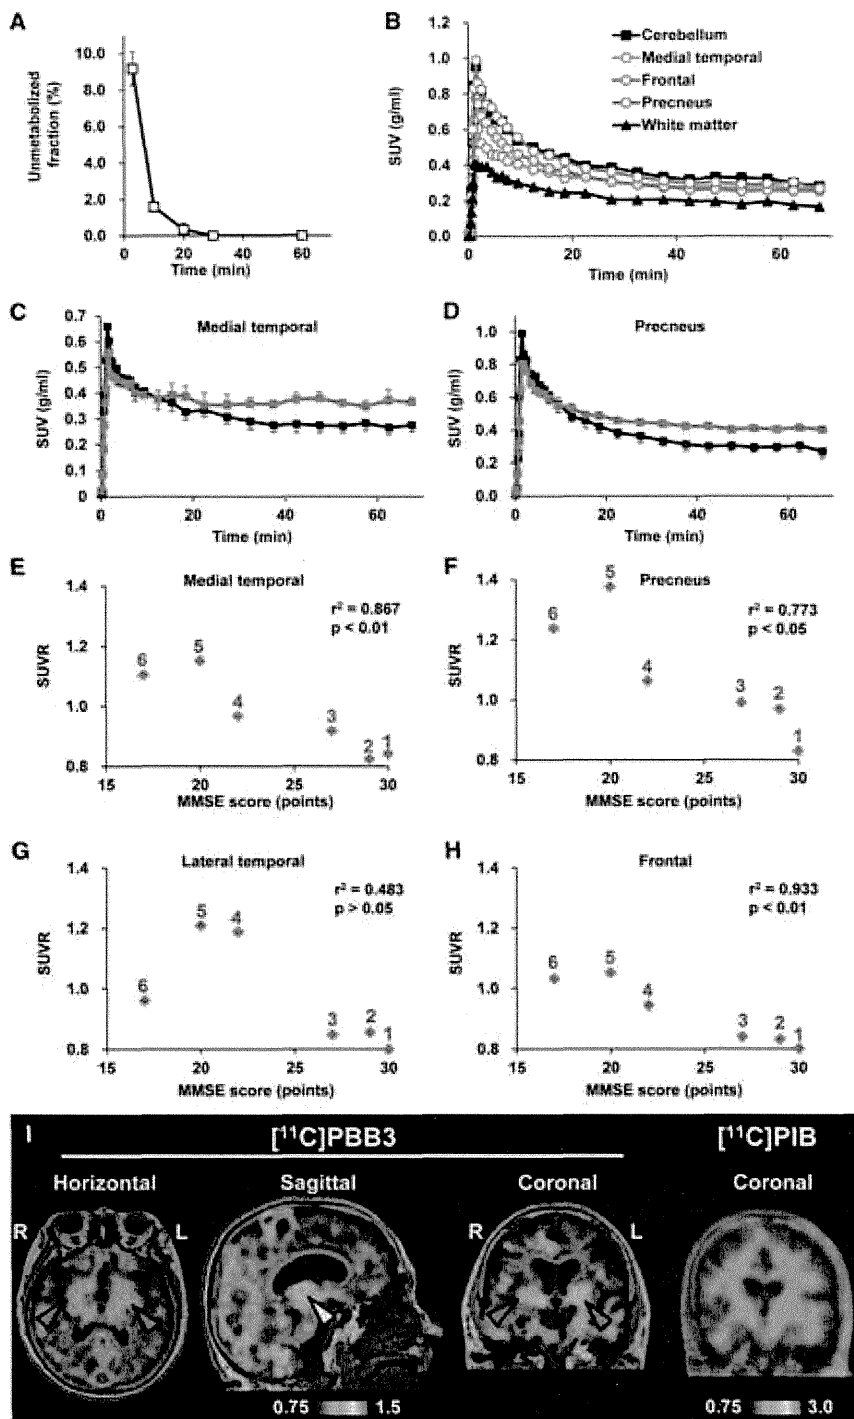 A
Unmetabolized
fraction (%)
10.0
8.0
6.0
4.0
2.0
0.0
0 20 40 60
Time (min)
B
SUV (g/ml)
1.2
1.0
0.8
0.6
0.4
0.2
0
0 20 40 60
Time (min)
Cerebellum
Medial temporal
Frontal
Precneus
White matter
C
Medial temporal
SUV (g/ml)
0.7
0.6
0.5
0.4
0.3
0.2
0.1
0
0 20 40 60
Time (min)
D
Precneus
SUV (g/ml)
1.0
0.8
0.6
0.4
0.2
0.0
0 20 40 60
Time (min)
E
Medial temporal
r² = 0.867
p < 0.01
SUVR
1.4
1.2
1.0
0.8
6 5 4 3 2 1
15 20 25 30
MMSE score (points)
F
Precneus
r² = 0.773
p < 0.05
SUVR
1.4
1.2
1.0
0.8
6 5 4 3 2 1
15 20 25 30
MMSE score (points)
G
Lateral temporal
r² = 0.483
p > 0.05
SUVR
1.4
1.2
1.0
0.8
6 5 4 3 2 1
15 20 25 30
MMSE score (points)
H
Frontal
r² = 0.933
p < 0.01
SUVR
1.4
1.2
1.0
0.8
6 5 4 3 2 1
15 20 25 30
MMSE score (points)
I
[¹¹C]PBB3 [¹¹C]PIB
Horizontal Sagittal Coronal Coronal
R L R L
0.75 1.5 0.75 3.0